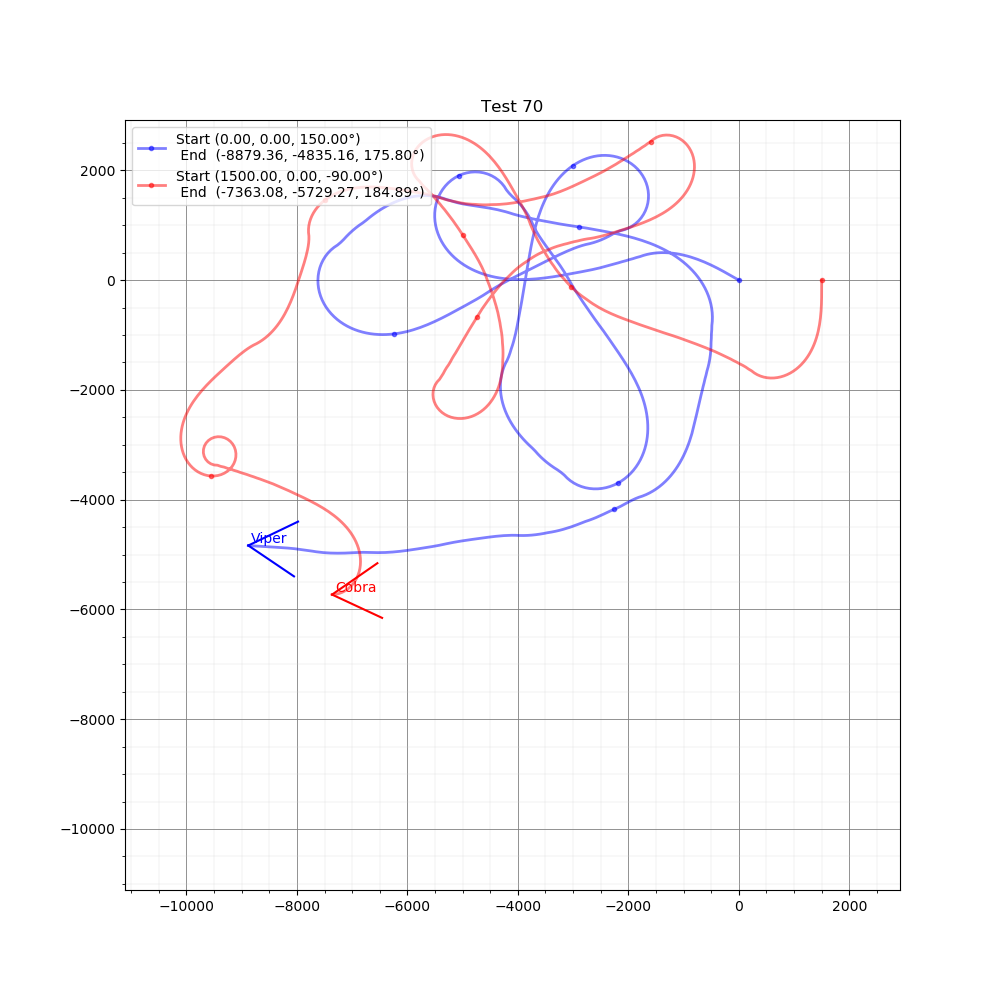 Test 70
Start (0.00, 0.00, 150.00°)
End  (-8879.36, -4835.16, 175.80°)
Start (1500.00, 0.00, -90.00°)
End  (-7363.08, -5729.27, 184.89°)
2000
0
−2000
−4000
−6000
−8000
−10000
Viper
Cobra
−10000
−8000
−6000
−4000
−2000
0
2000